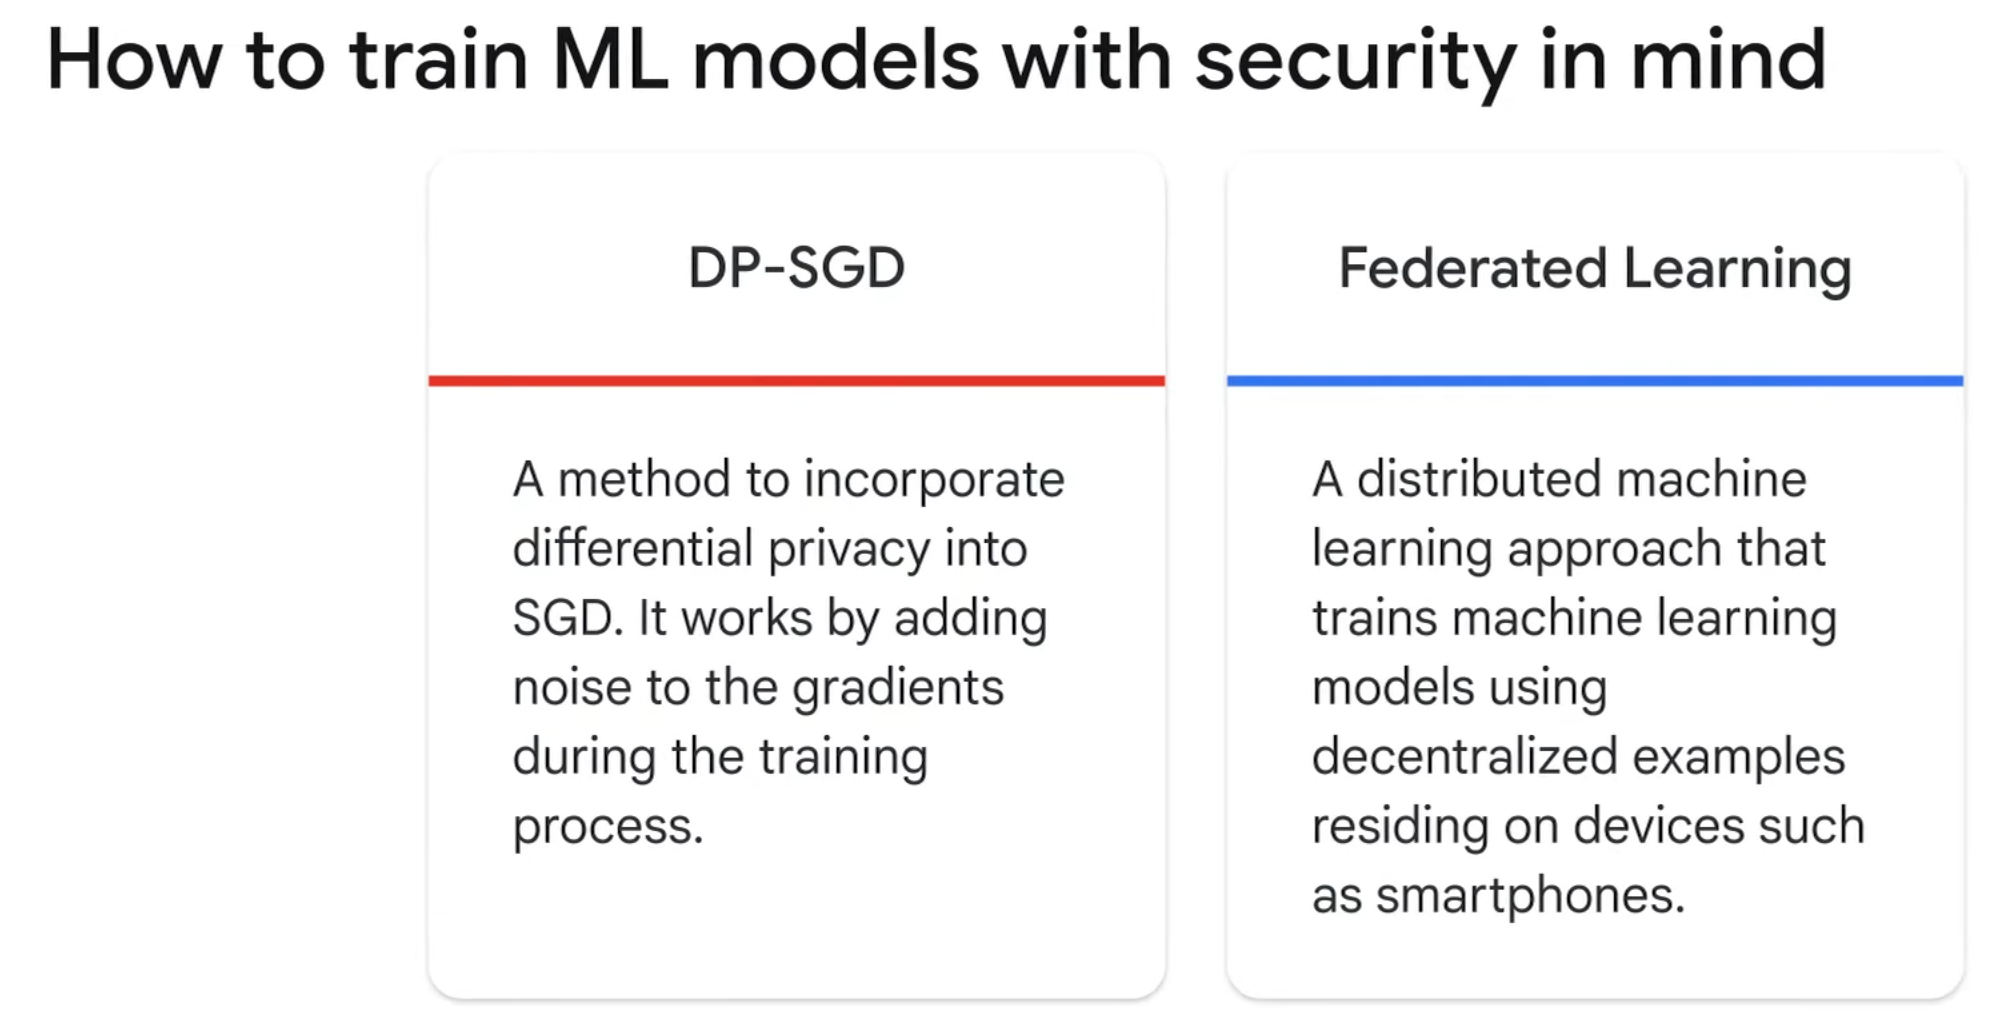 How to train ML models with security in mind
DP-SGD
A method to incorporate
differential privacy into
SGD. It works by adding
noise to the gradients
during the training
process.
Federated Learning
A distributed machine
learning approach that
trains machine learning
models using
decentralized examples
residing on devices such
as smartphones.